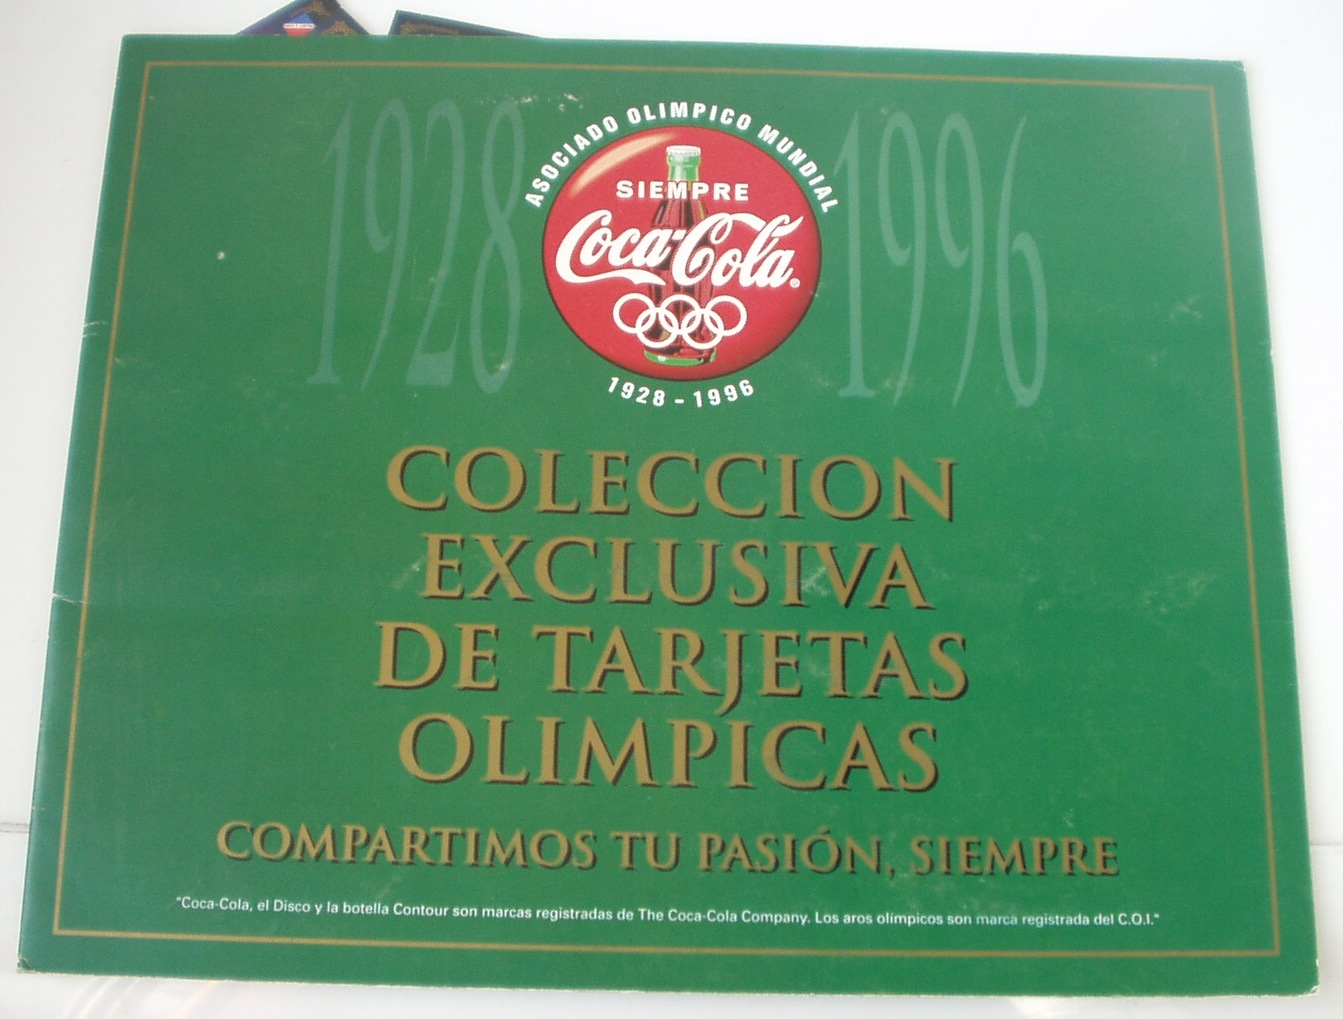 1928
1996
ASOCIADO OLIMPICO MUNDIAL
SIEMPRE
Coca-Cola®
1928-1996
COLECCION
EXCLUSIVA
DE TARJETAS
OLIMPICAS
COMPARTIMOS TU PASIÓN, SIEMPRE
"Coca-Cola, el Disco y la botella Contour son marcas registradas de The Coca-Cola Company. Los aros olímpicos son marca registrada del C.O.I."